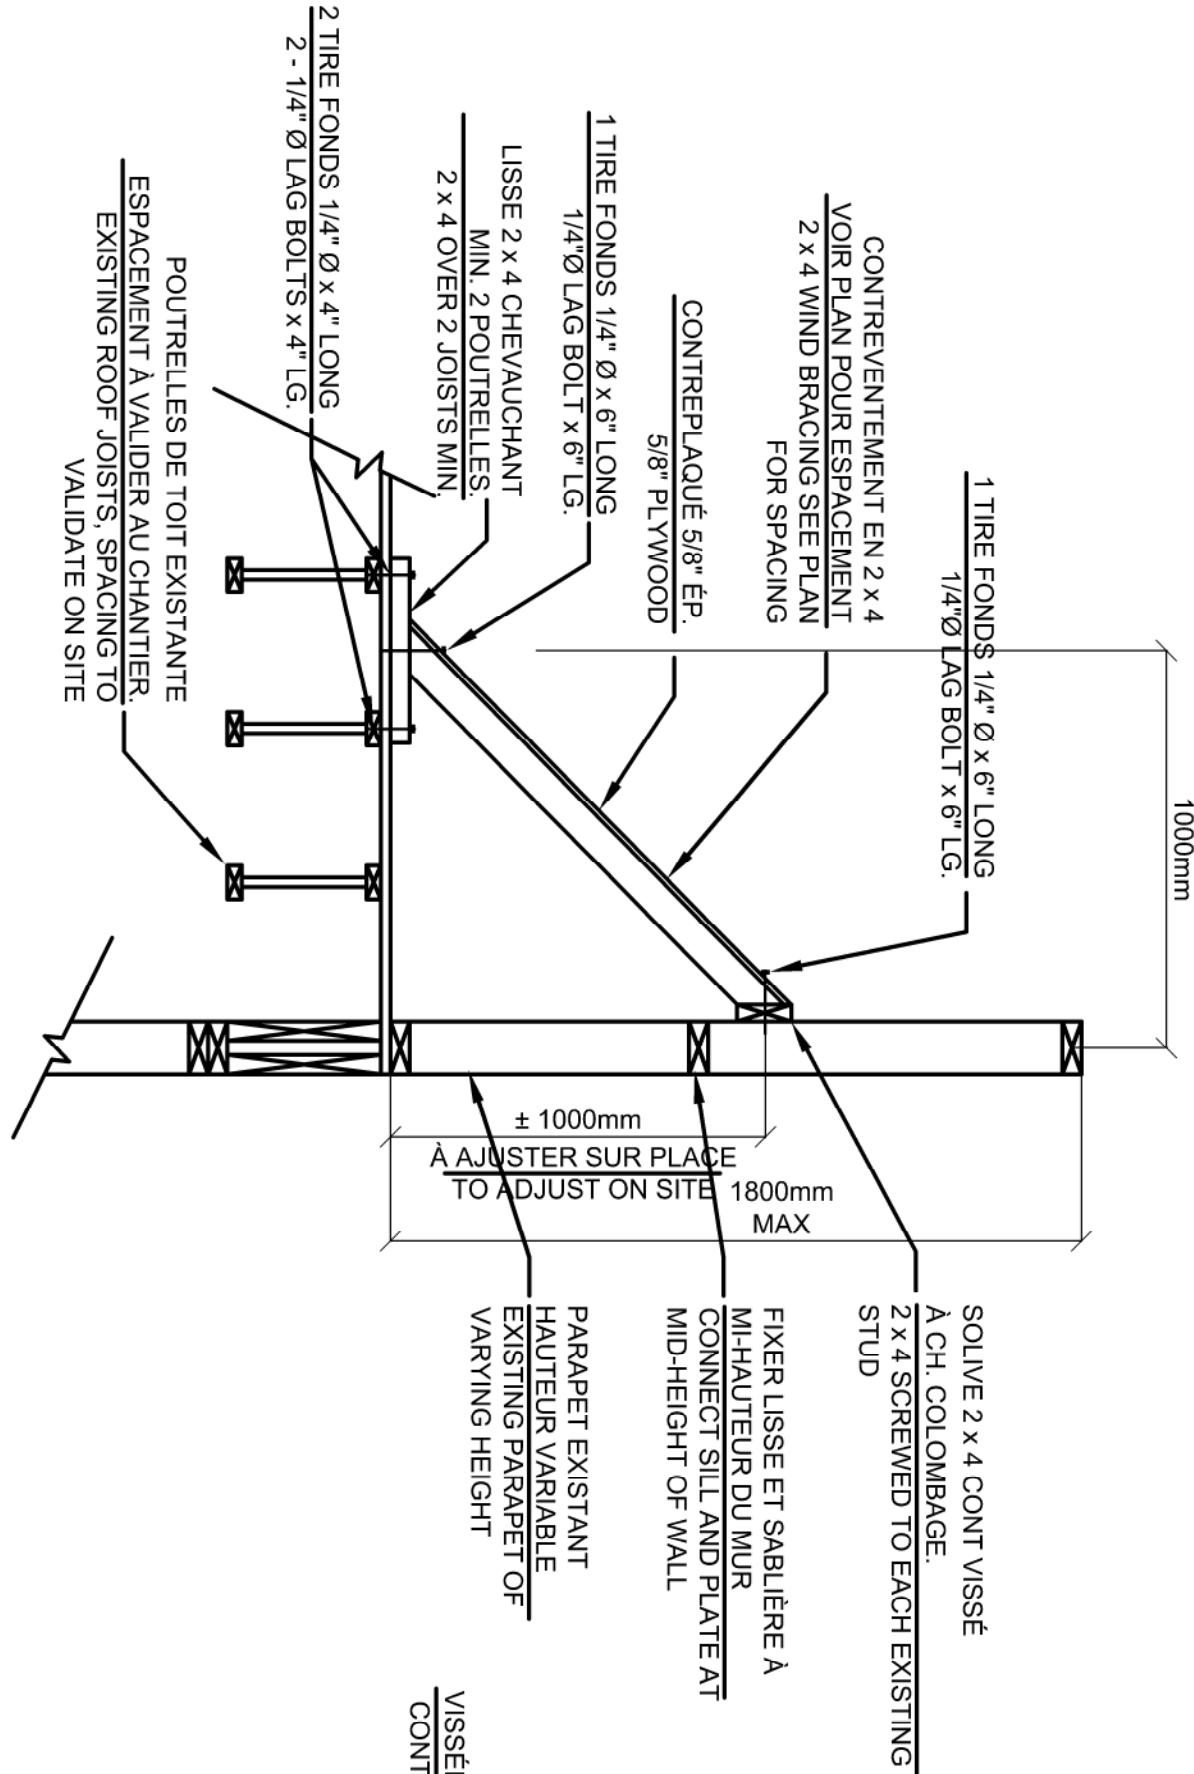 2 TIRE FONDS 1/4" Ø x 4" LONG
2 - 1/4" Ø LAG BOLTS x 4" LG.
POUTRELLES DE TOIT EXISTANTE
ESPACEMENT À VALIDER AU CHANTIER.
EXISTING ROOF JOISTS, SPACING TO
VALIDATE ON SITE
LISSE 2 x 4 CHEVAUCHANT
MIN. 2 POUTRELLES.
2 x 4 OVER 2 JOISTS MIN.
1 TIRE FONDS 1/4" Ø x 6" LONG
1/4"Ø LAG BOLT x 6" LG.
CONTREPLAQUÉ 5/8" ÉP.
5/8" PLYWOOD
CONTREVENTEMENT EN 2 x 4
VOIR PLAN POUR ESPACEMENT
2 x 4 WIND BRACING SEE PLAN
FOR SPACING
1 TIRE FONDS 1/4" Ø x 6" LONG
1/4"Ø LAG BOLT x 6" LG.
1000mm
± 1000mm
À AJUSTER SUR PLACE
TO ADJUST ON SITE
1800mm
MAX
SOLIVE 2 x 4 CONT VISSÉ
À CH. COLOMBAGE.
2 x 4 SCREWED TO EACH EXISTING
STUD
FIXER LISSE ET SABLIÈRE À
MI-HAUTEUR DU MUR
CONNECT SILL AND PLATE AT
MID-HEIGHT OF WALL
PARAPET EXISTANT
HAUTEUR VARIABLE
EXISTING PARAPET OF
VARYING HEIGHT